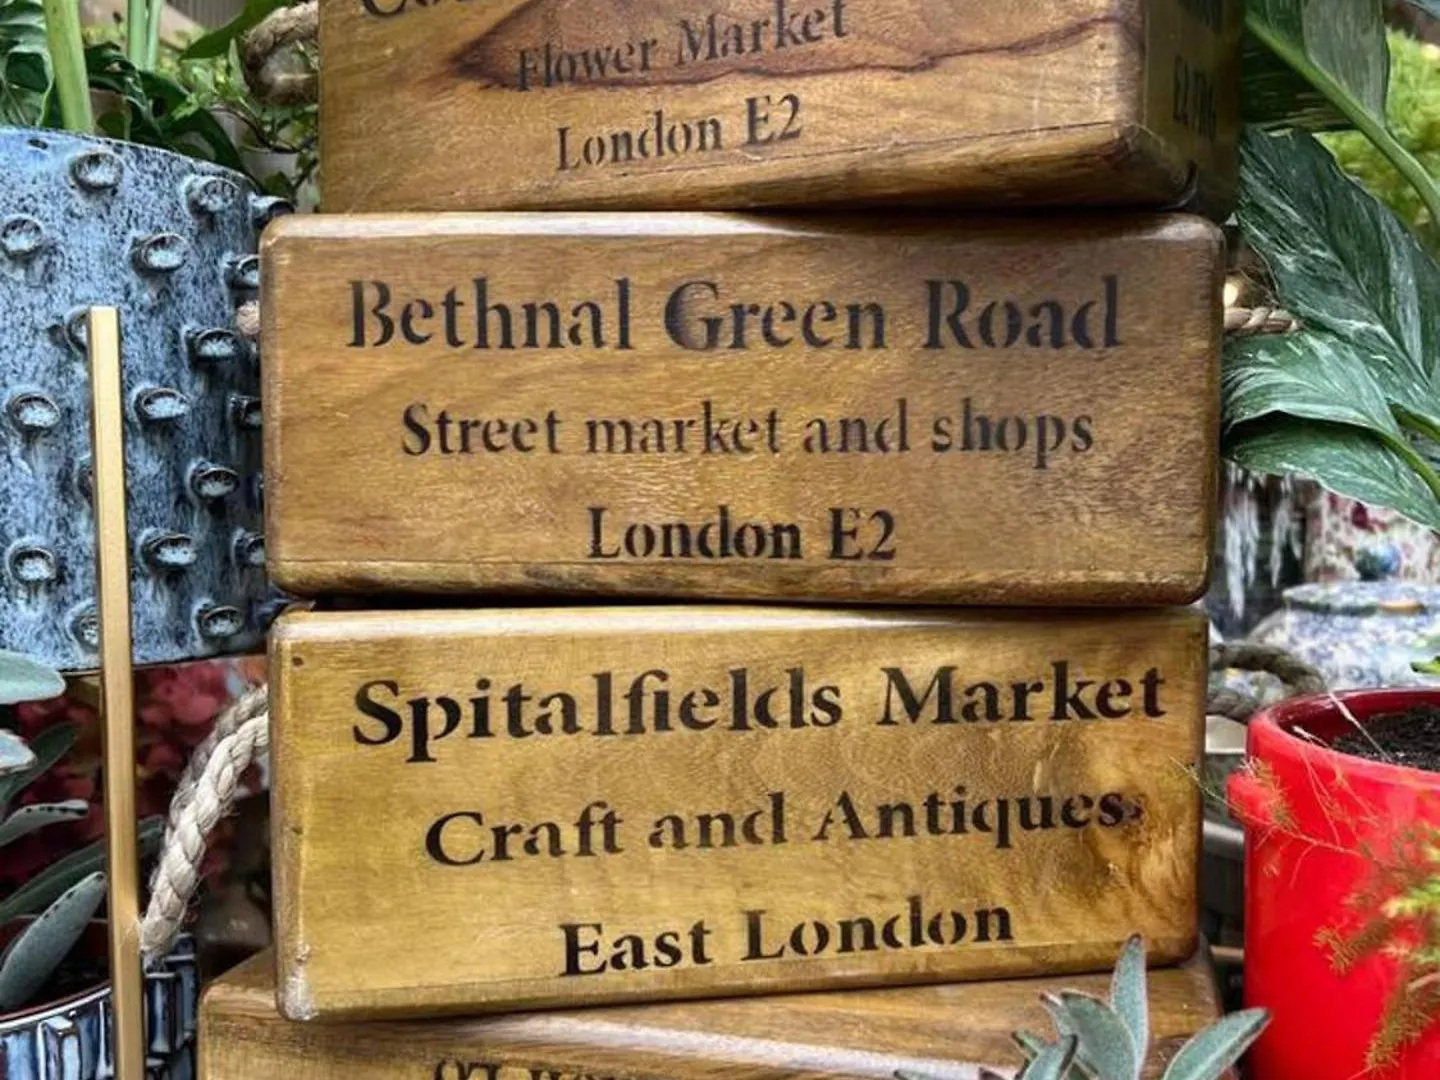 Flower Market
London E2
Bethnal Green Road
Street market and shops
London E2
Spitalfields Market
Craft and Antiques
East London